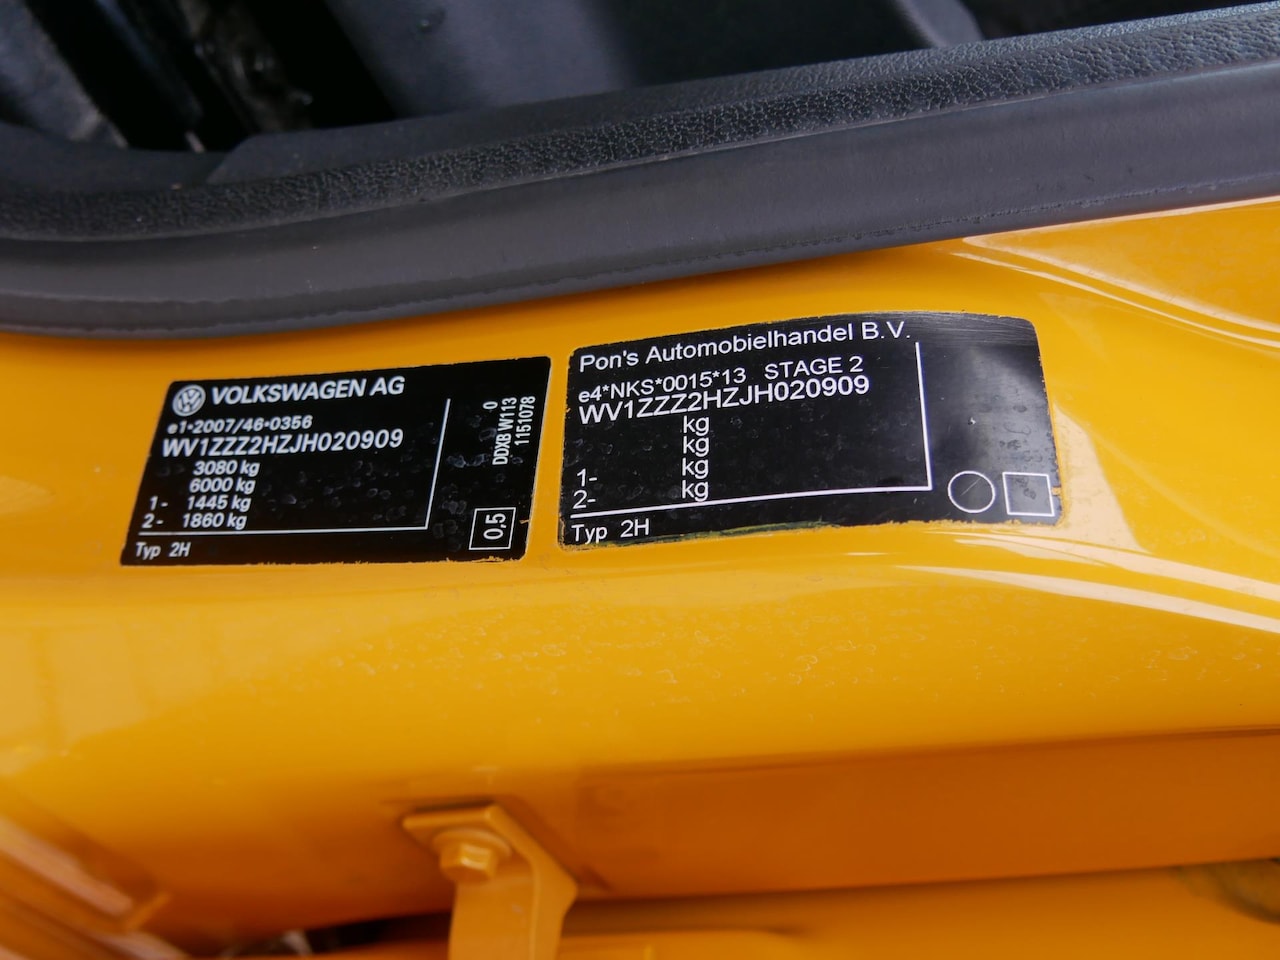 VOLKSWAGEN AG
e1*2007/46*0356
WV1ZZZ2HZJH020909
3080 kg
6000 kg
1- 1445 kg
2- 1860 kg
Typ 2H
0
DDXB W113
1151078
0,5
Pon's Automobielhandel B.V.
e4*NKS*0015*13 STAGE 2
WV1ZZZ2HZJH020909
kg
kg
1- kg
2- kg
Typ 2H